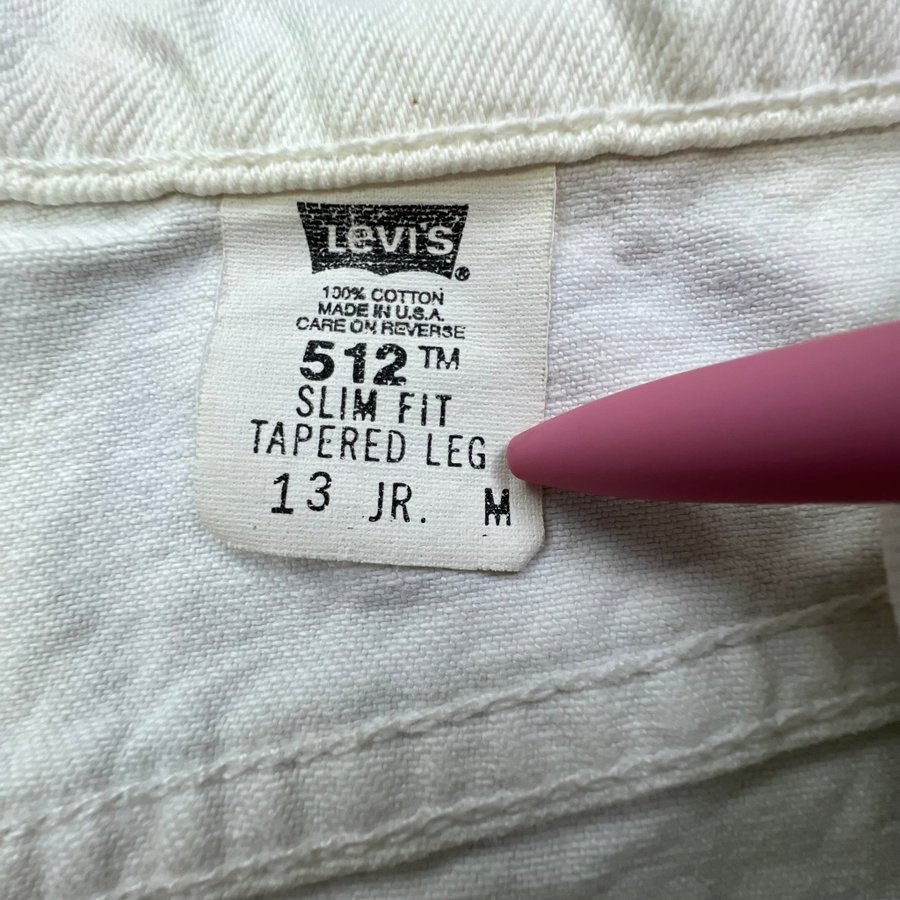 LEVI'S ®
100% COTTON
MADE IN U.S.A.
CARE ON REVERSE
512™
SLIM FIT
TAPERED LEG
13 JR. M